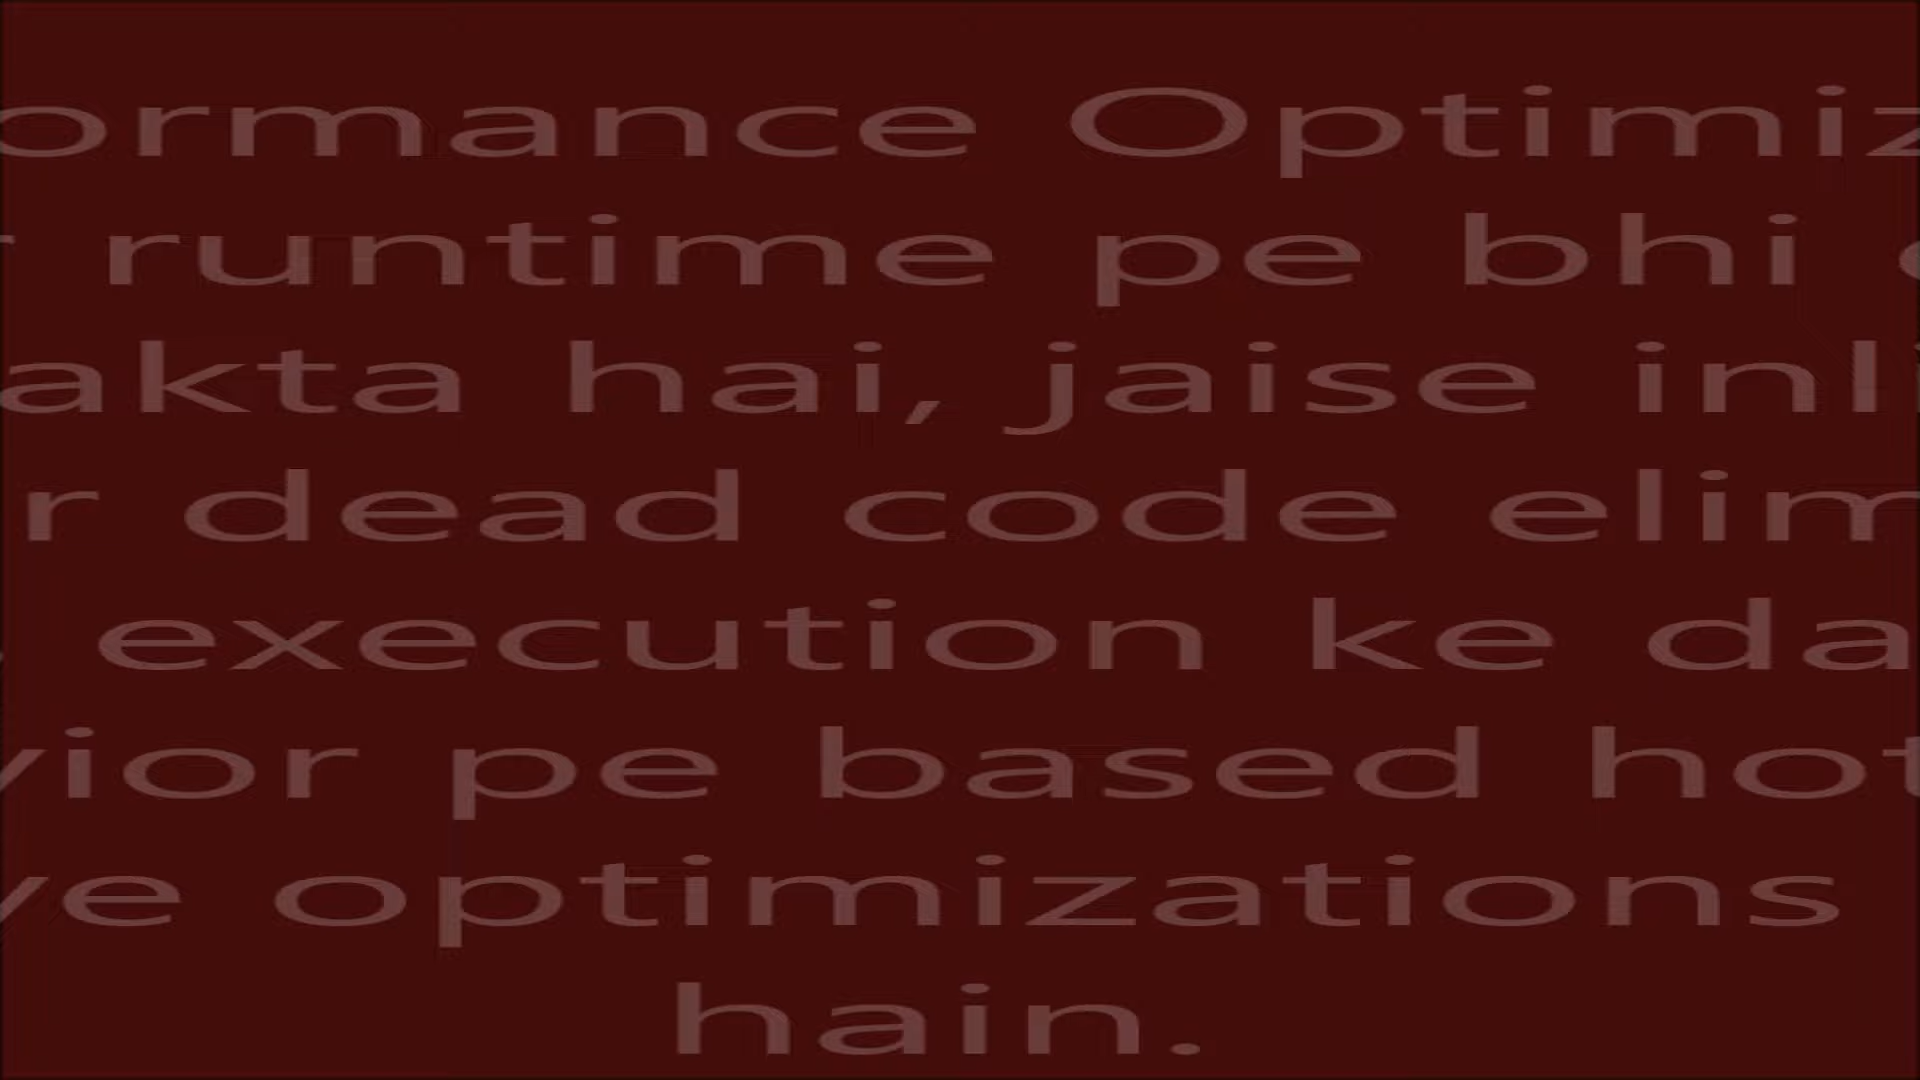 ormance Optimiz
runtime pe bhi
akta hai, jaise inl
r dead code elim
execution ke da
vior pe based hot
ve optimizations
hain.